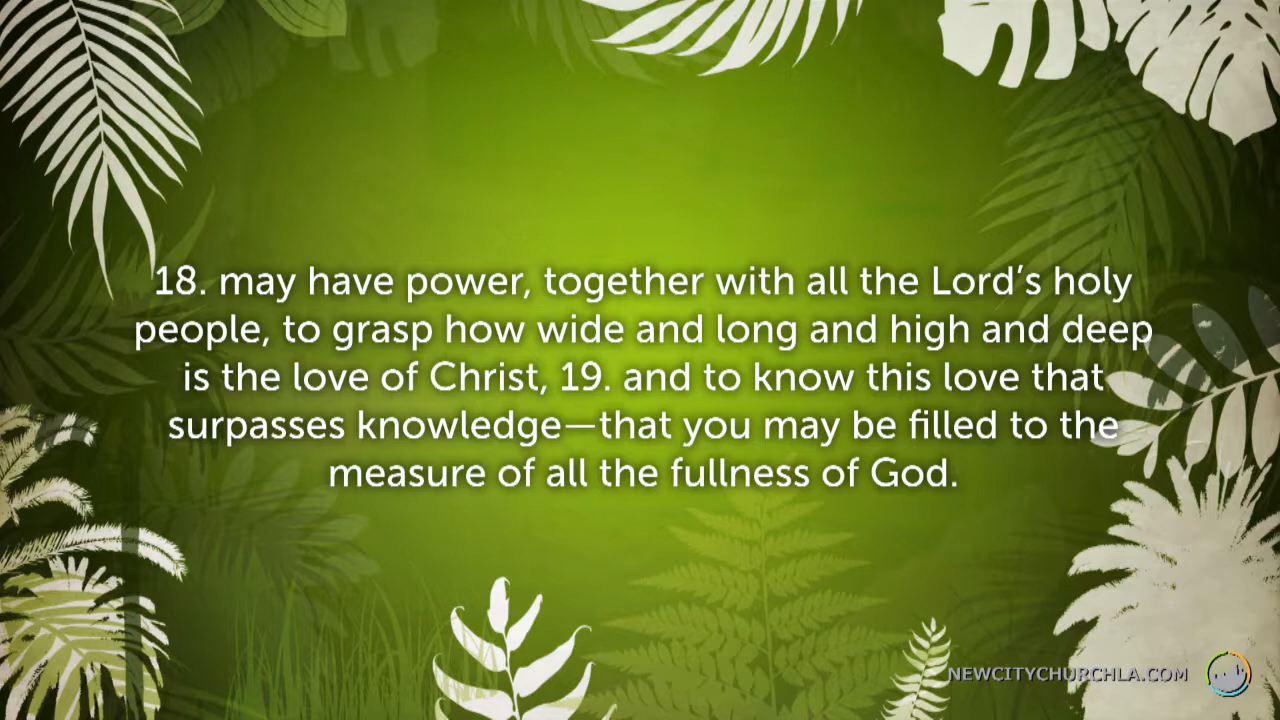 18. may have power, together with all the Lord’s holy
people, to grasp how wide and long and high and deep
is the love of Christ, 19. and to know this love that
surpasses knowledge—that you may be filled to the
measure of all the fullness of God.
NEWCITYCHURCHLA.COM